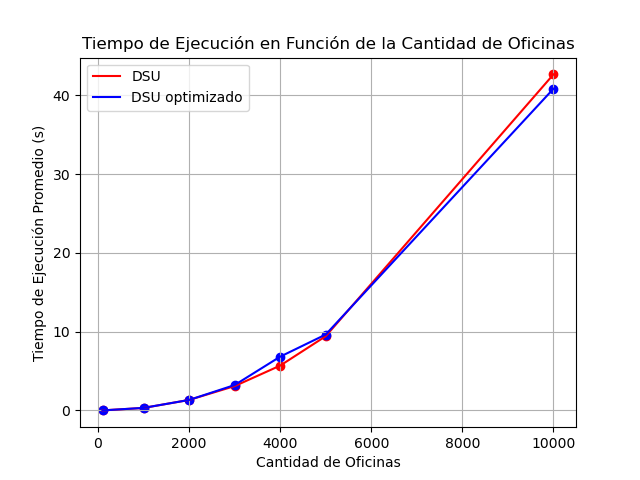 Tiempo de Ejecución en Función de la Cantidad de Oficinas
DSU
DSU optimizado
Tiempo de Ejecución Promedio (s)
40
30
20
10
0
0 2000 4000 6000 8000 10000
Cantidad de Oficinas